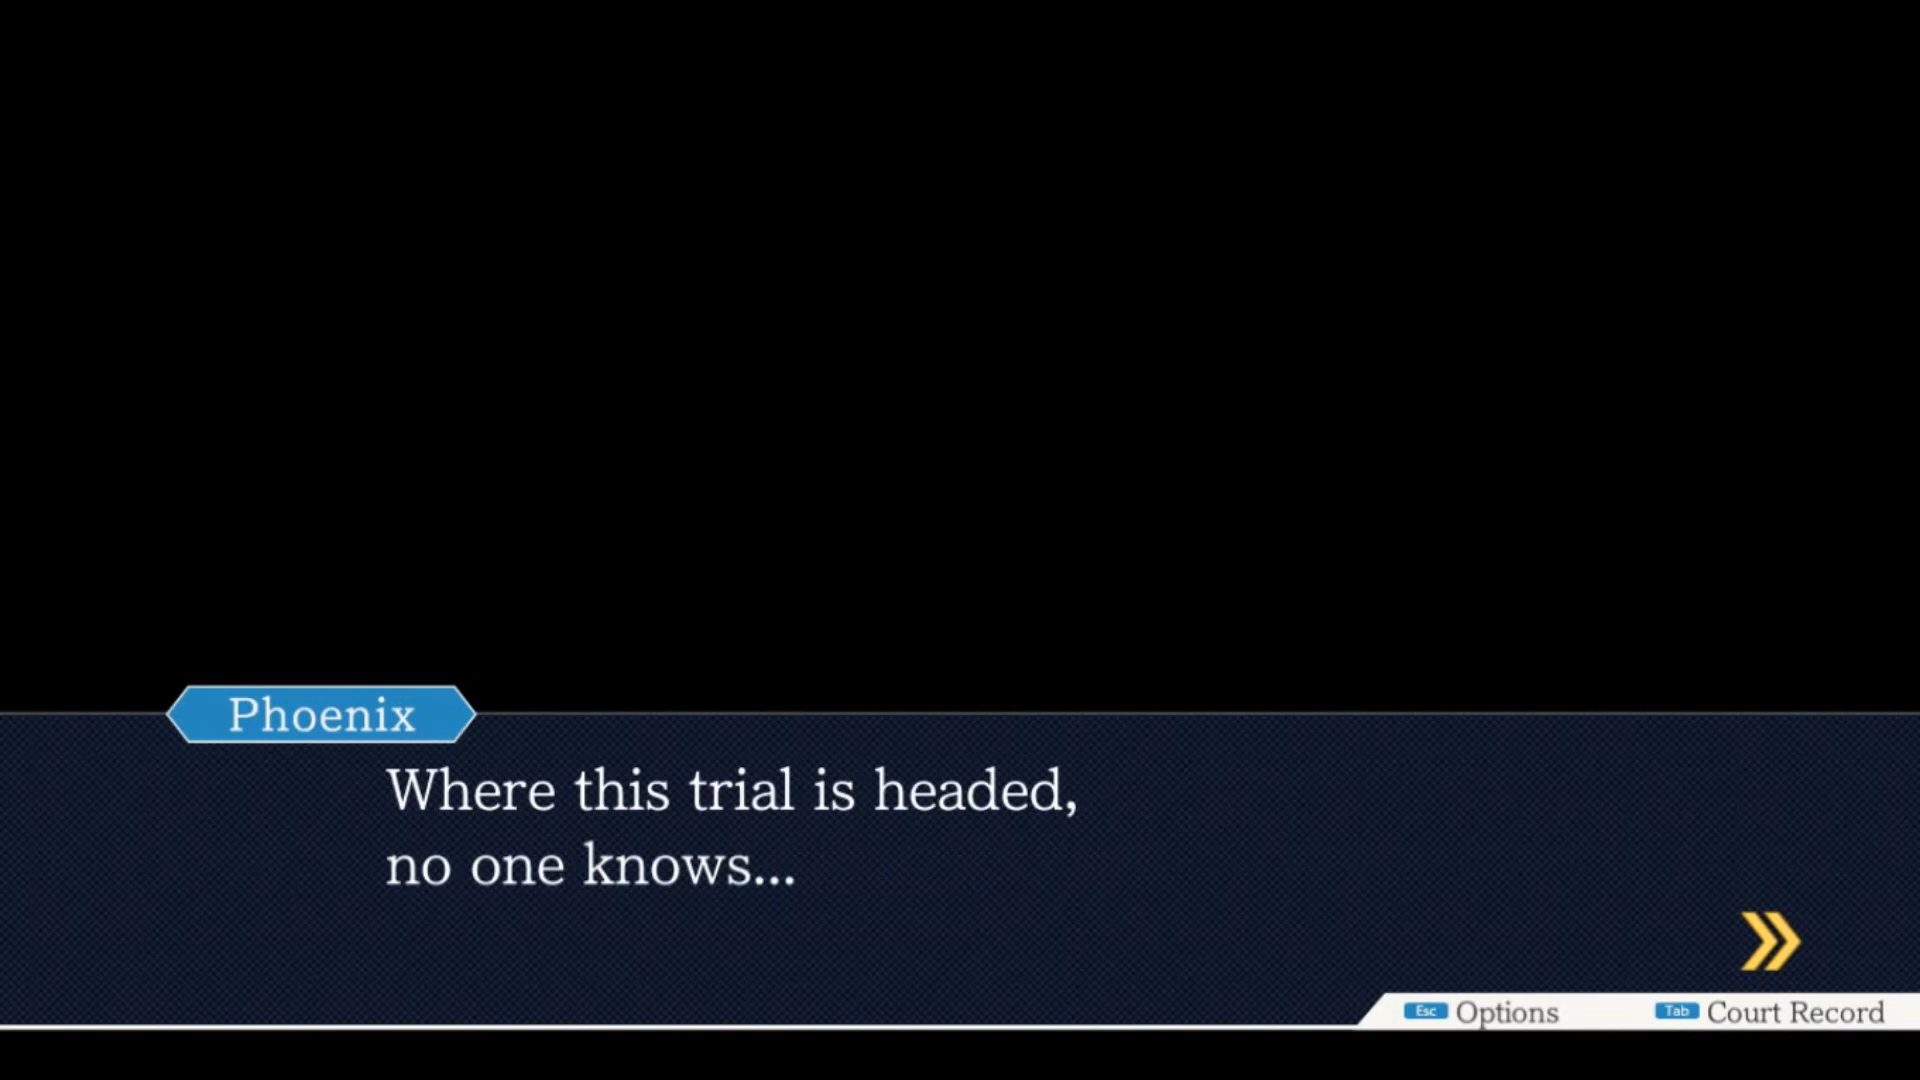 Phoenix
Where this trial is headed,
no one knows...
Esc Options Tab Court Record